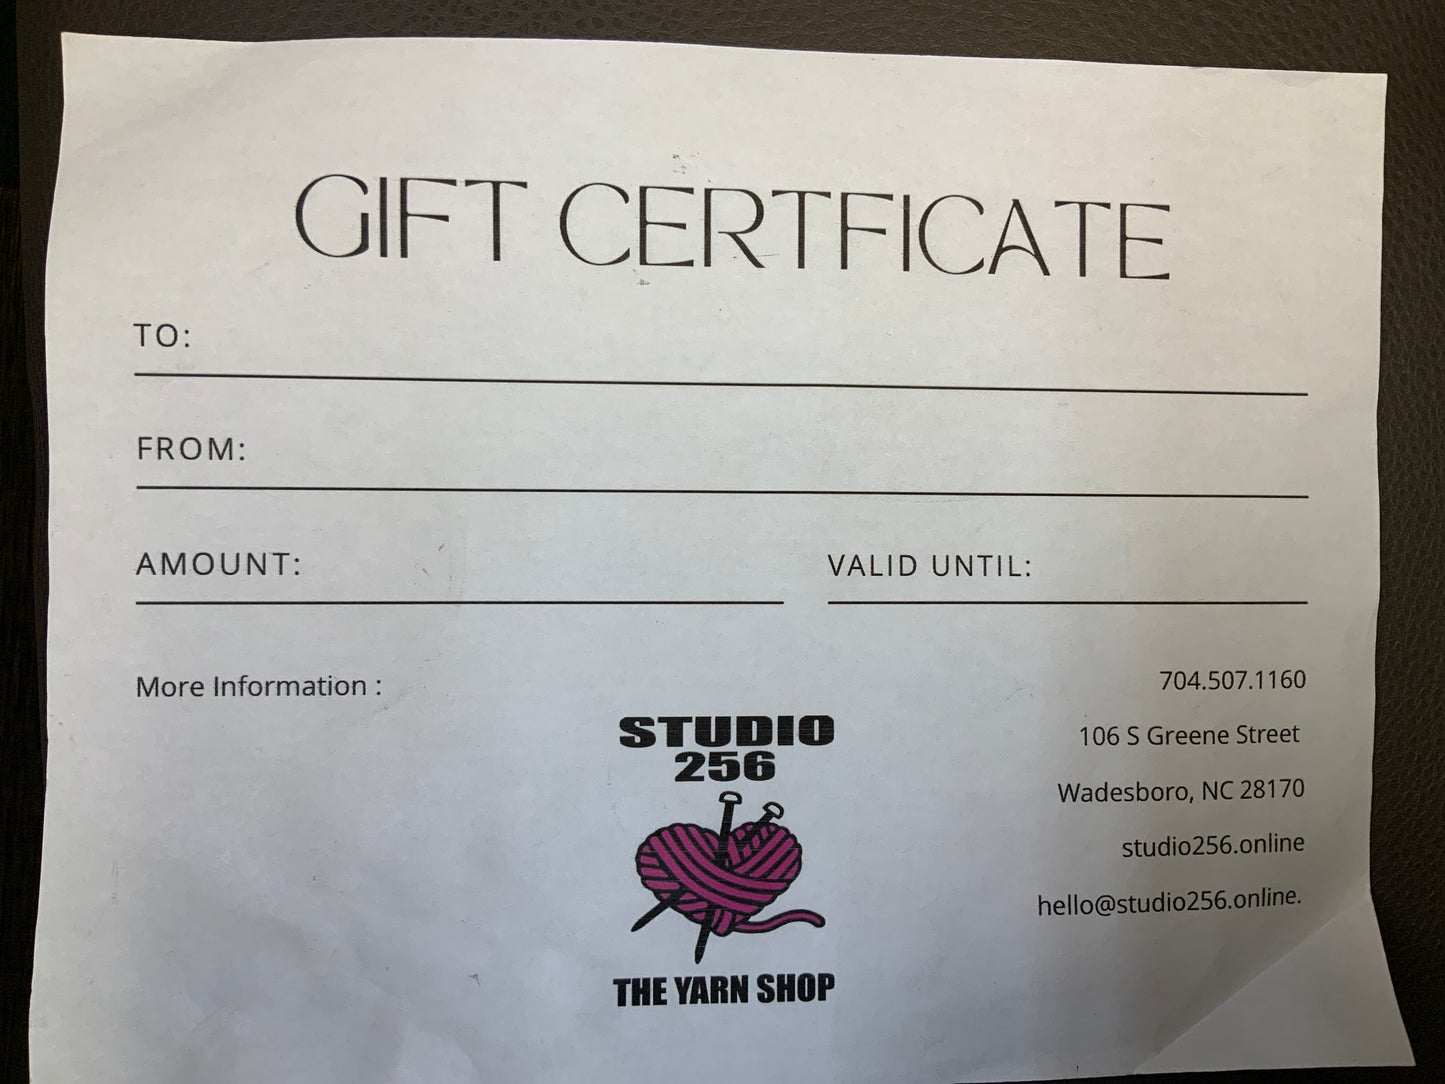 GIFT CERTFICATE
TO:
FROM:
AMOUNT:
VALID UNTIL:
More Information :
704.507.1160
106 S Greene Street
Wadesboro, NC 28170
studio256.online
hello@studio256.online.
STUDIO
256
THE YARN SHOP